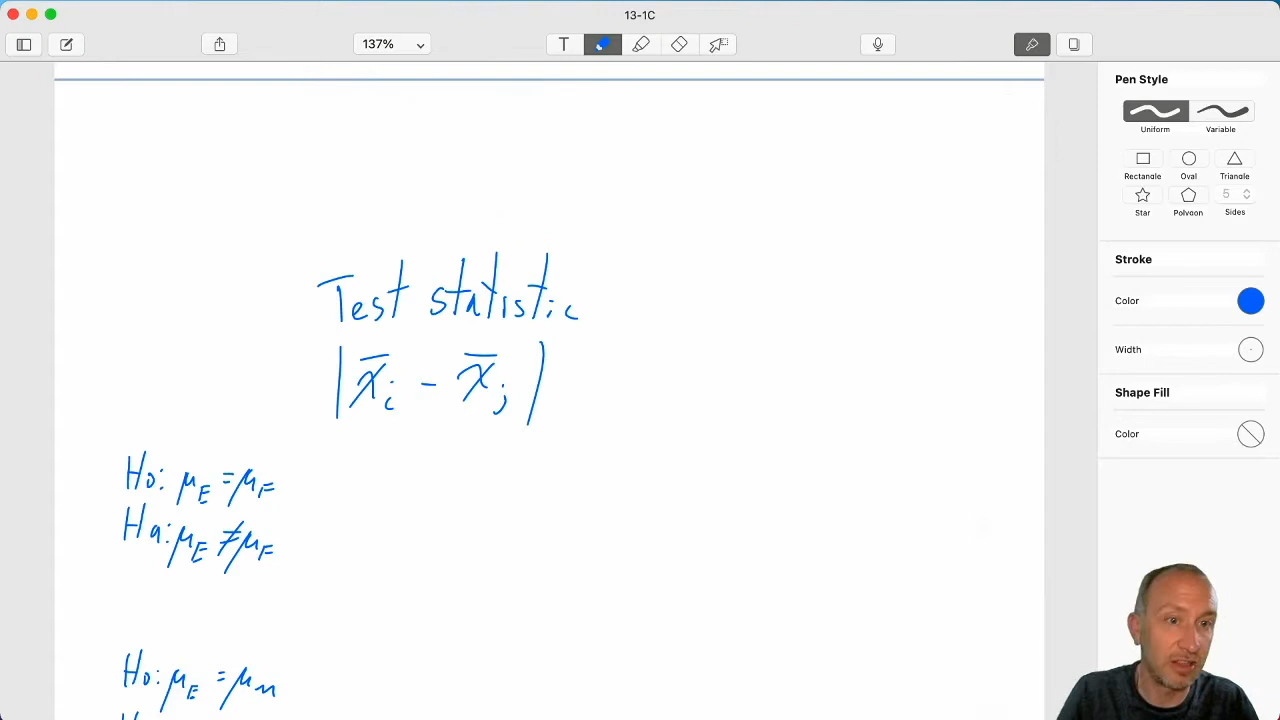 13-1C
137%
T
Pen Style
Uniform
Variable
Rectangle
Oval
Triangle
5
Star
Polygon
Sides
Stroke
Color
Width
Shape Fill
Color
Test statistic
|x̄i - x̄j|
Ho: μE = μF
Ha: μE ≠ μF
Ho: μE = μM